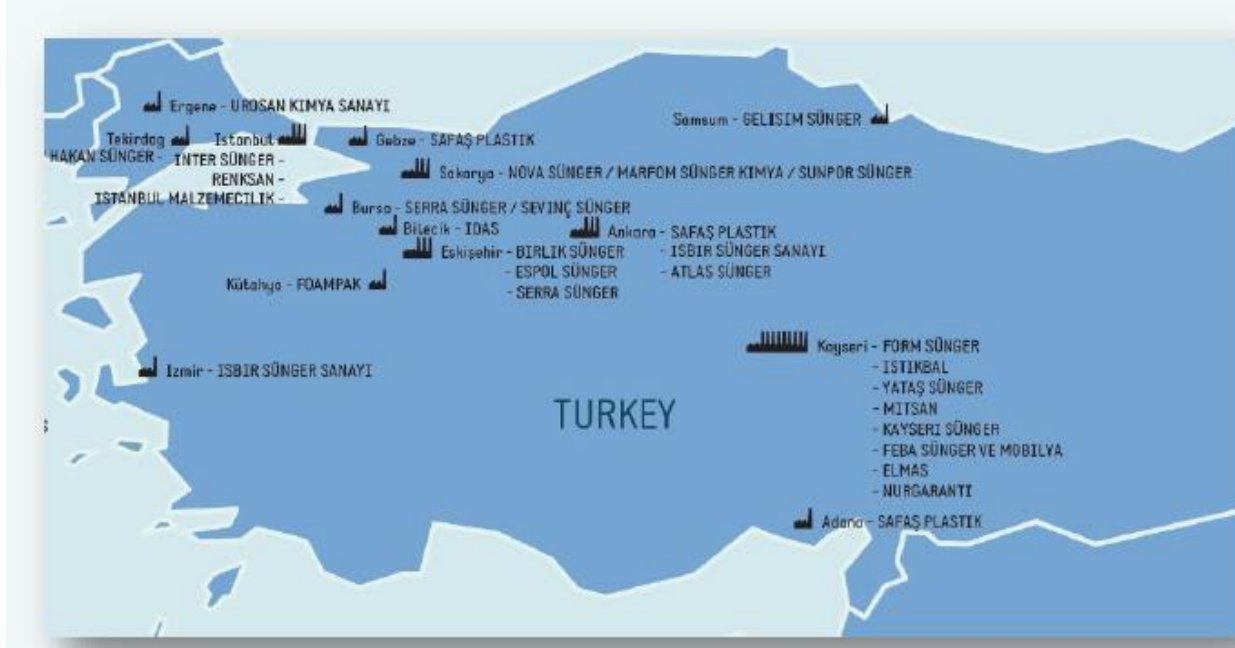 Ergene - UROSAN KIMYA SANAYI
Samsum - GELISIM SÜNGER
Tekirdag
HAKAN SÜNGER -
Istanbul
INTER SÜNGER -
RENKSAN -
ISTANBUL MALZEMECILIK -
Gebze - SAFAŞ PLASTIK
Sakarya - NOVA SÜNGER / MARFOM SÜNGER KIMYA / SUNPOR SÜNGER
Bursa - SERRA SÜNGER / SEVINÇ SÜNGER
Bilecik - IDAS
Ankara - SAFAŞ PLASTIK
- ISBIR SÜNGER SANAYI
- ATLAS SÜNGER
Eskişehir - BIRLIK SÜNGER
- ESPOL SÜNGER
- SERRA SÜNGER
Kütahya - FOAMPAK
Izmir - ISBIR SÜNGER SANAYI
Kayseri - FORM SÜNGER
- ISTIKBAL
- YATAŞ SÜNGER
- MITSAN
- KAYSERI SÜNGER
- FEBA SÜNGER VE MOBILYA
- ELMAS
- NURGARANTI
TURKEY
Adana - SAFAŞ PLASTIK